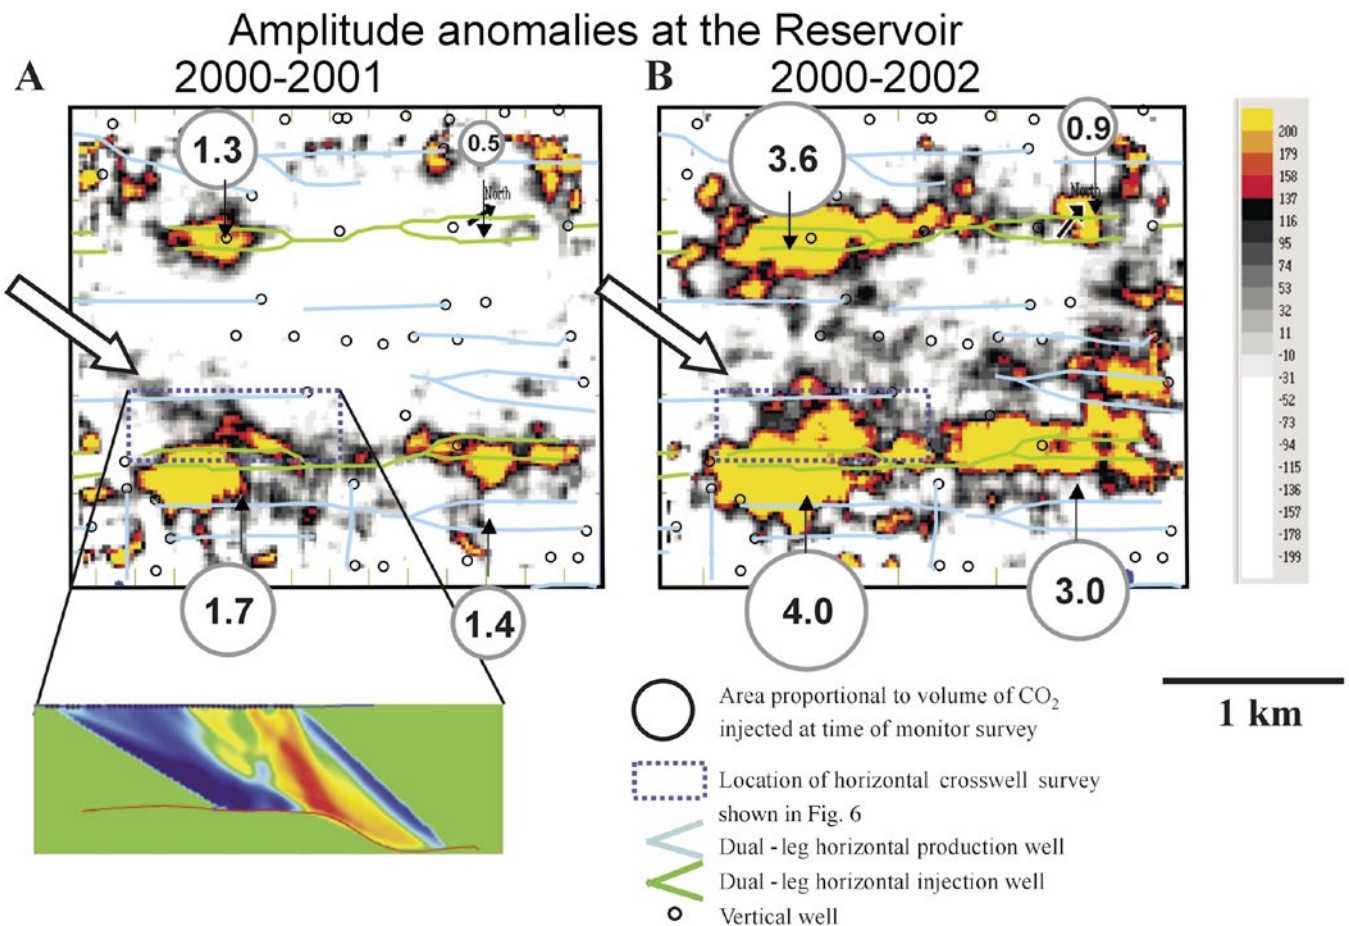 Amplitude anomalies at the Reservoir
A 2000-2001 B 2000-2002
1.3
0.5
North
1.7
1.4
3.6
0.9
North
4.0
3.0
200
179
158
137
116
95
74
53
32
11
-10
-31
-52
-73
-94
-115
-136
-157
-178
-199
1 km
Area proportional to volume of CO₂
injected at time of monitor survey
Location of horizontal crosswell survey
shown in Fig. 6
Dual -leg horizontal production well
Dual -leg horizontal injection well
Vertical well